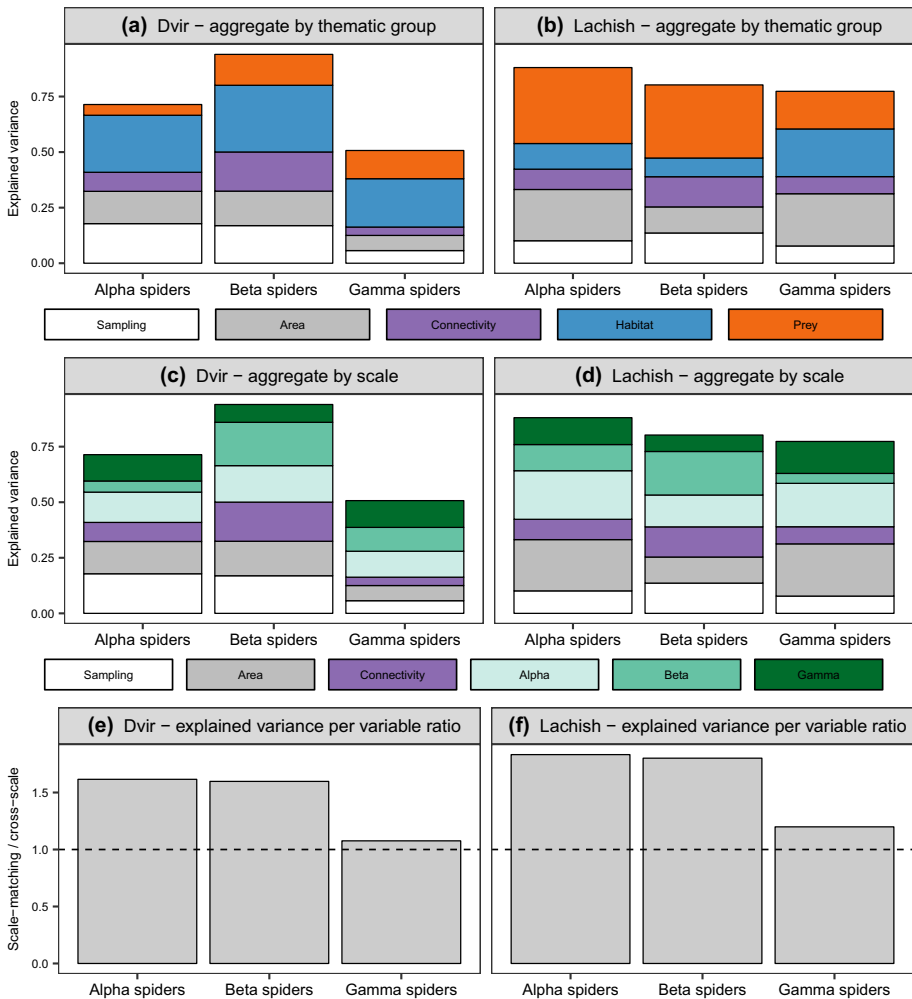 (a) Dvir − aggregate by thematic group
(b) Lachish − aggregate by thematic group
Explained variance
0.75
0.50
0.25
0.00
Alpha spiders Beta spiders Gamma spiders
Alpha spiders Beta spiders Gamma spiders
Sampling Area Connectivity Habitat Prey
(c) Dvir − aggregate by scale
(d) Lachish − aggregate by scale
Explained variance
0.75
0.50
0.25
0.00
Alpha spiders Beta spiders Gamma spiders
Alpha spiders Beta spiders Gamma spiders
Sampling Area Connectivity Alpha Beta Gamma
(e) Dvir − explained variance per variable ratio
(f) Lachish − explained variance per variable ratio
Scale−matching / cross−scale
1.5
1.0
0.5
0.0
Alpha spiders Beta spiders Gamma spiders
Alpha spiders Beta spiders Gamma spiders